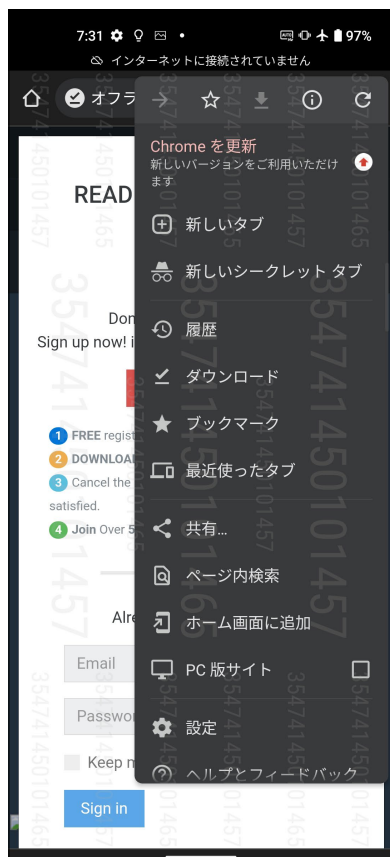 7:31
97%
インターネットに接続されていません
オフラ
Chrome を更新
新しいバージョンをご利用いただけ
ます
新しいタブ
新しいシークレット タブ
履歴
ダウンロード
ブックマーク
最近使ったタブ
共有...
ページ内検索
ホーム画面に追加
PC 版サイト
設定
ヘルプとフィードバック
READ
Don
Sign up now! i
1 FREE regist
2 DOWNLOA
3 Cancel the
satisfied.
4 Join Over 5
Alre
Email
Passwor
Keep m
Sign in
354741450101465
354741450101457